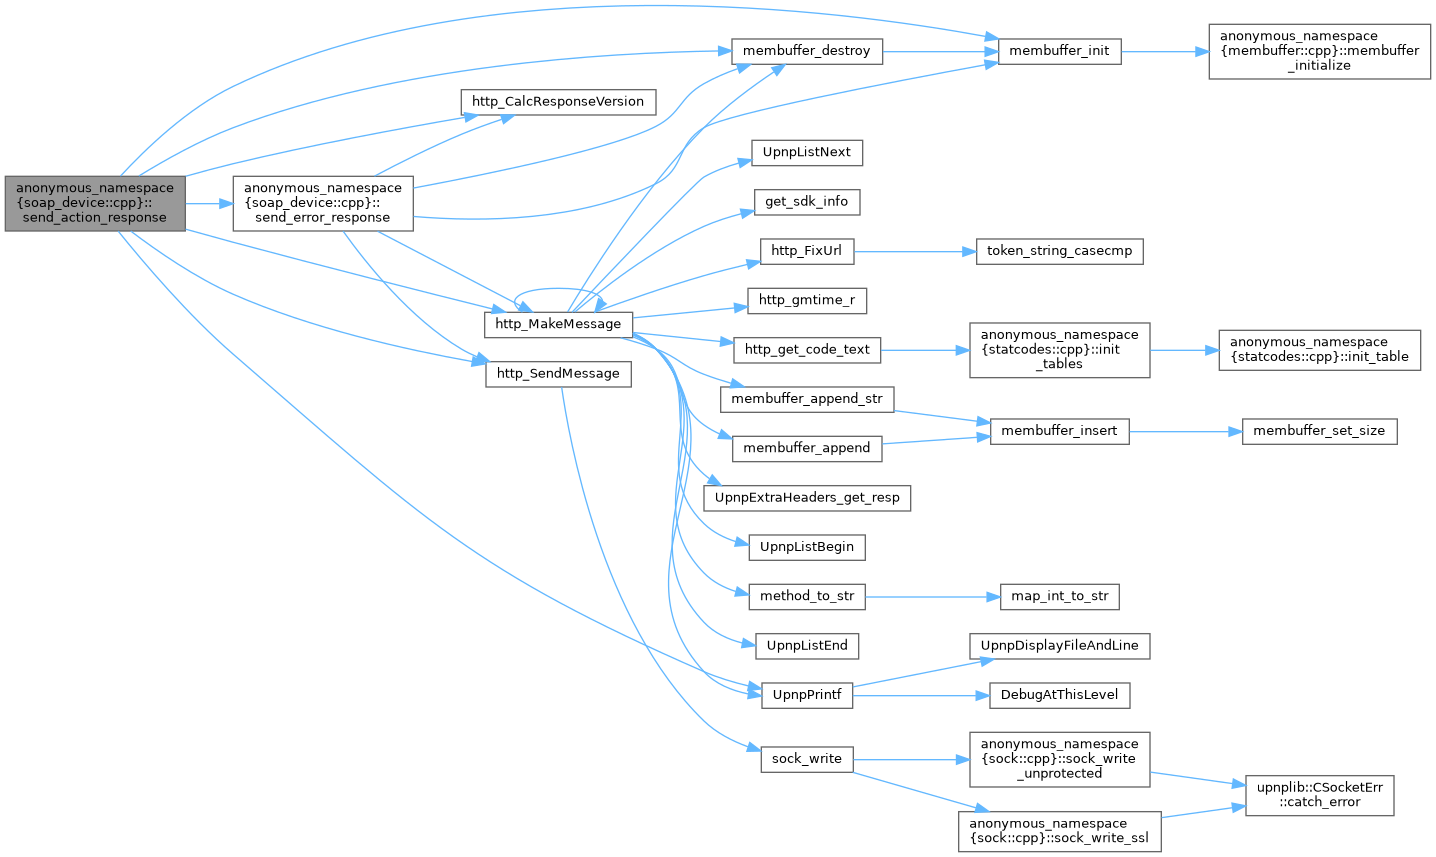 anonymous_namespace
{soap_device::cpp}::
send_action_response
anonymous_namespace
{soap_device::cpp}::
send_error_response
http_CalcResponseVersion
http_MakeMessage
http_SendMessage
membuffer_destroy
UpnpListNext
get_sdk_info
http_FixUrl
http_gmtime_r
http_get_code_text
membuffer_append_str
membuffer_append
UpnpExtraHeaders_get_resp
UpnpListBegin
method_to_str
UpnpListEnd
UpnpPrintf
sock_write
membuffer_init
token_string_casecmp
anonymous_namespace
{statcodes::cpp}::init
_tables
membuffer_insert
map_int_to_str
UpnpDisplayFileAndLine
DebugAtThisLevel
anonymous_namespace
{sock::cpp}::sock_write
_unprotected
anonymous_namespace
{sock::cpp}::sock_write_ssl
anonymous_namespace
{membuffer::cpp}::membuffer
_initialize
anonymous_namespace
{statcodes::cpp}::init_table
membuffer_set_size
upnplib::CSocketErr
::catch_error